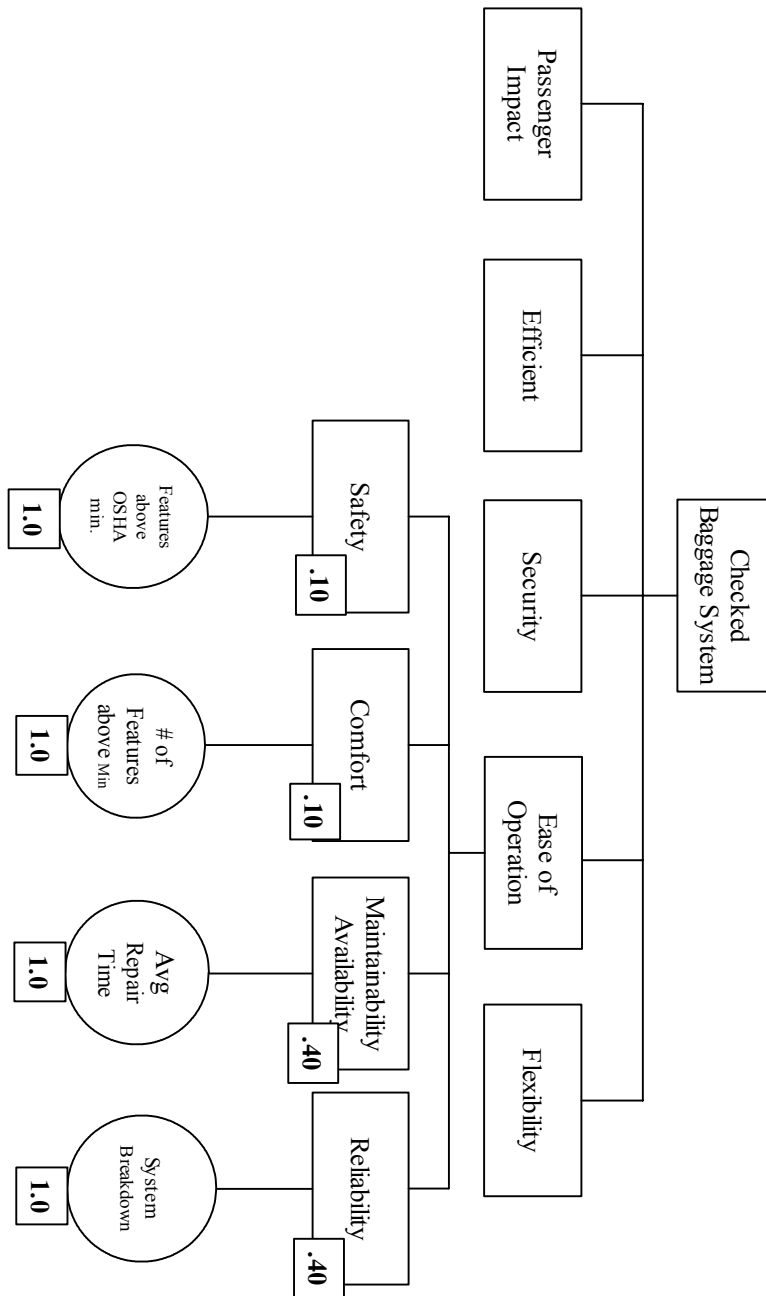 Checked
Baggage System
Passenger
Impact
Efficient
Security
Ease of
Operation
Flexibility
Safety
.10
Comfort
.10
Maintainability
Availability
.40
Reliability
.40
Features
above
OSHA
min.
1.0
# of
Features
above Min
1.0
Avg
Repair
Time
1.0
System
Breakdown
1.0